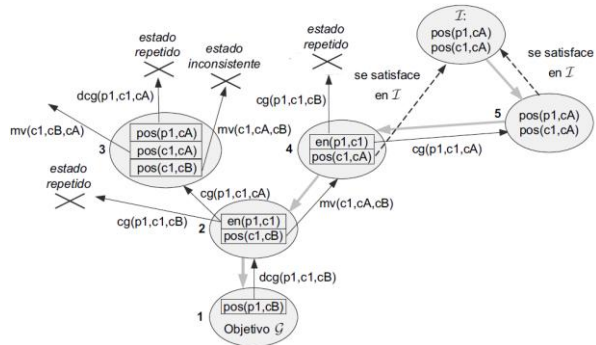 estado
repetido
estado
inconsistente
estado
repetido
I:
pos(p1,cA)
pos(c1,cA)
se satisface
en I
se satisface
en I
dcg(p1,c1,cA)
cg(p1,c1,cB)
mv(c1,cB,cA)
mv(c1,cA,cB)
3
pos(p1,cA)
pos(c1,cA)
pos(c1,cB)
4
en(p1,c1)
pos(c1,cA)
5
pos(p1,cA)
pos(c1,cA)
cg(p1,c1,cA)
estado
repetido
cg(p1,c1,cA)
mv(c1,cA,cB)
cg(p1,c1,cB)
2
en(p1,c1)
pos(c1,cB)
dcg(p1,c1,cB)
1
pos(p1,cB)
Objetivo G